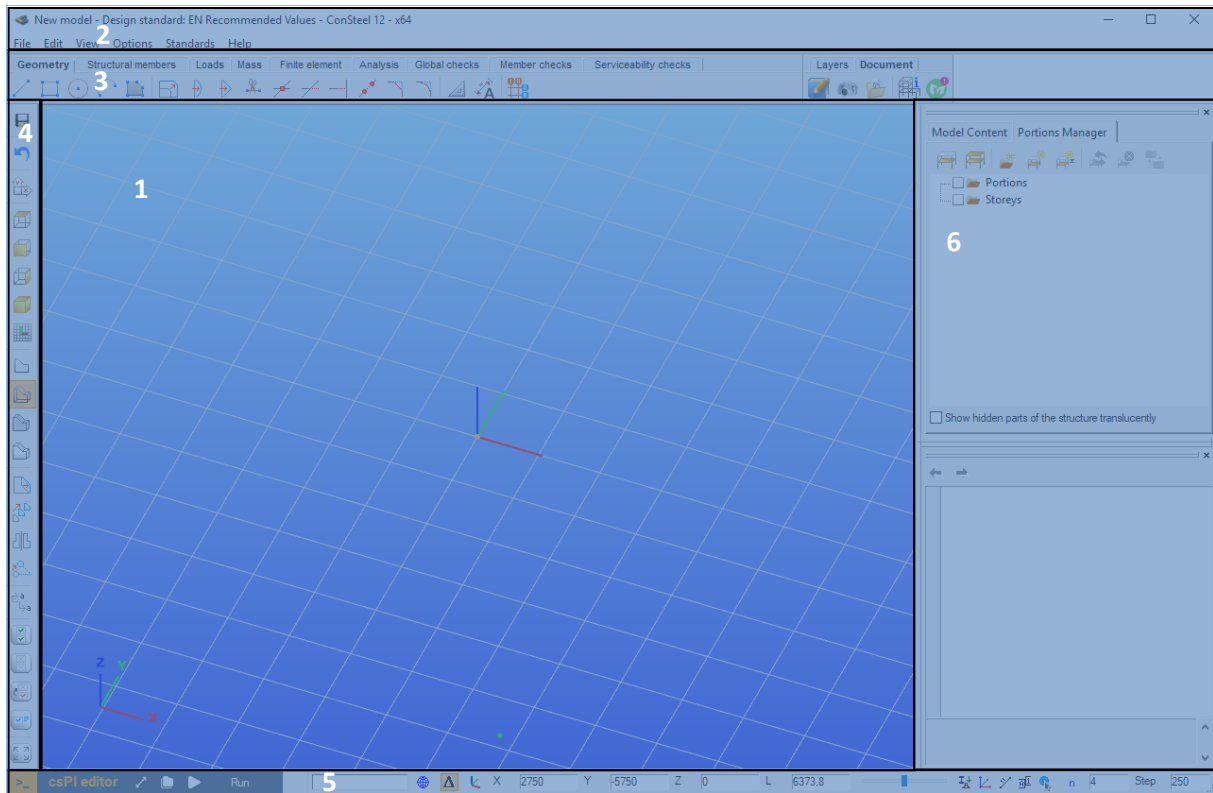 New model - Design standard: EN Recommended Values - ConSteel 12 - x64
2
File Edit View Options Standards Help
Geometry Structural members Loads Mass Finite element Analysis Global checks Member checks Serviceability checks Layers Document
3
4
1
Model Content Portions Manager
Portions
Storeys
6
Show hidden parts of the structure translucently
Z Y
X
>_ csPI editor Run 5 X 2750 Y -5750 Z 0 L 6373,8 n 4 Step 250